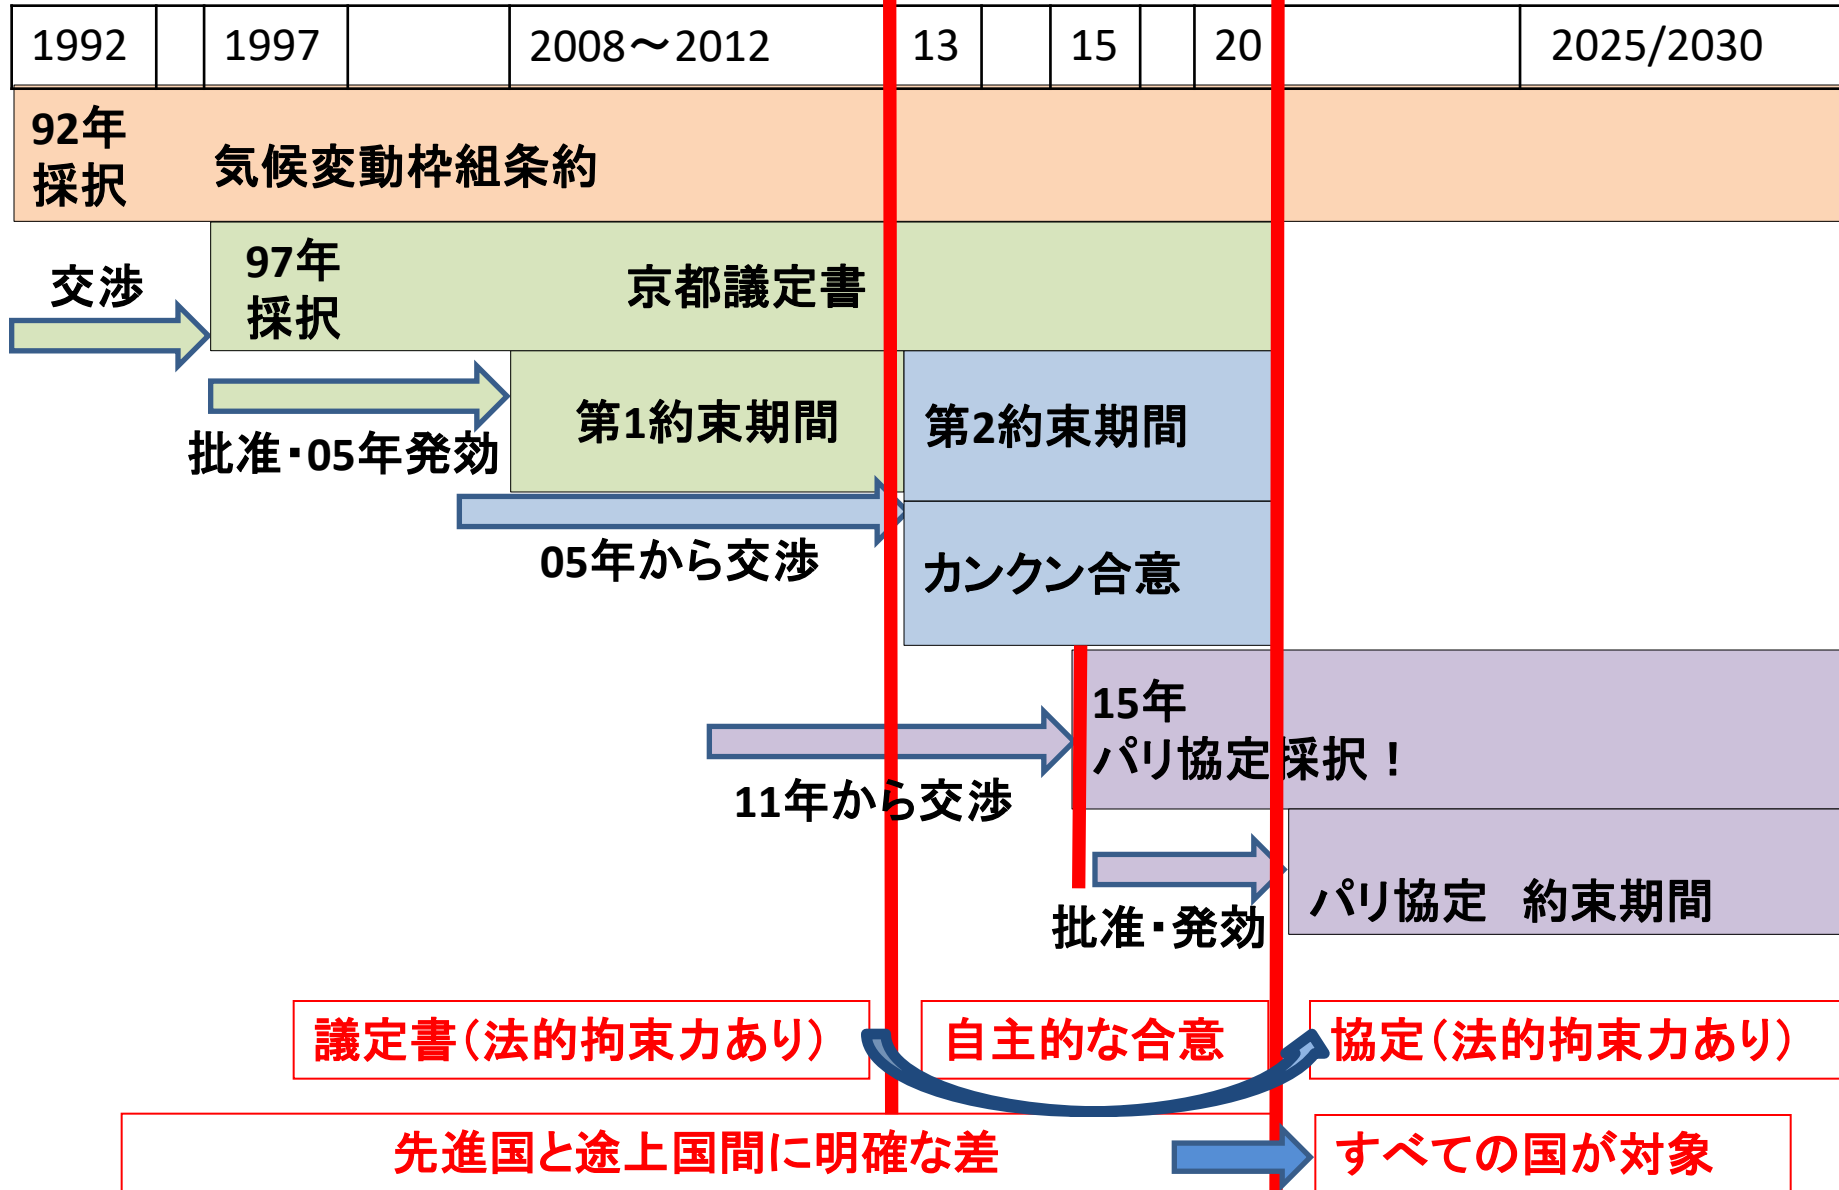 1992 1997 2008～2012 13 15 20 2025/2030
92年
採択
気候変動枠組条約
交渉
97年
採択
京都議定書
批准・05年発効
第1約束期間
第2約束期間
05年から交渉
カンクン合意
15年
パリ協定採択！
11年から交渉
批准・発効
パリ協定　約束期間
議定書（法的拘束力あり）
自主的な合意
協定（法的拘束力あり）
先進国と途上国間に明確な差
すべての国が対象